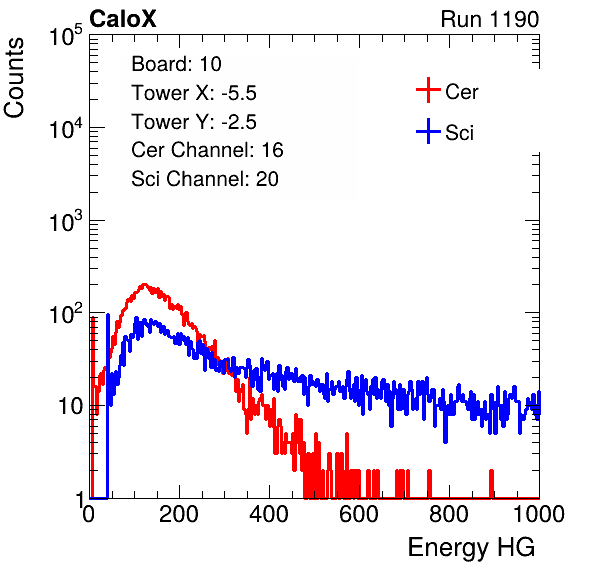 CaloX Run 1190
Counts
Board: 10
Tower X: -5.5
Tower Y: -2.5
Cer Channel: 16
Sci Channel: 20
Cer
Sci
10^5
10^4
10^3
10^2
10
1
0 200 400 600 800 1000
Energy HG